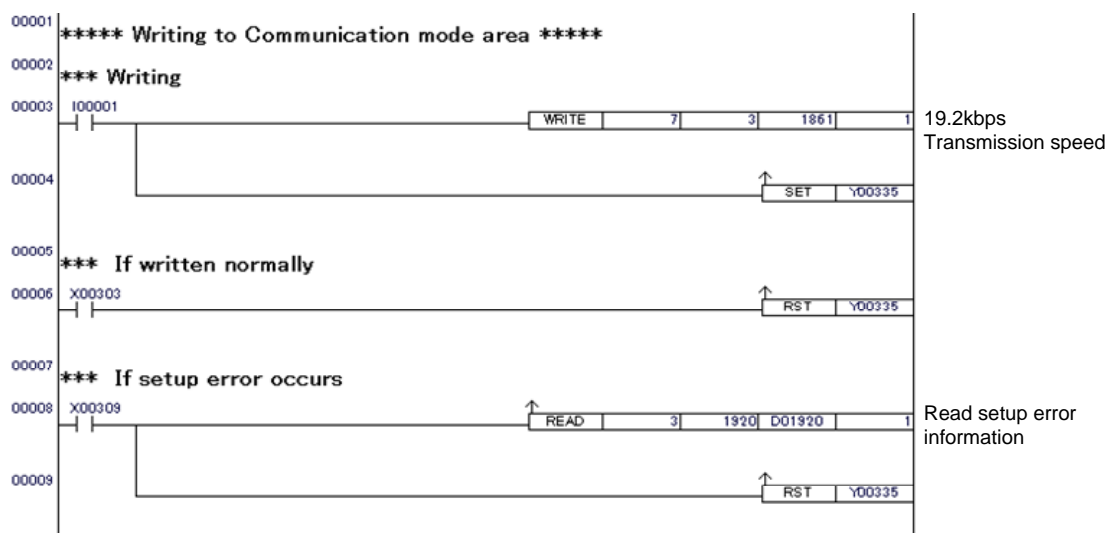 00001
***** Writing to Communication mode area *****
00002
*** Writing
00003 I00001
WRITE 7 3 1861 1 19.2kbps
Transmission speed
00004
SET Y00335
00005
*** If written normally
00006 X00303
RST Y00335
00007
*** If setup error occurs
00008 X00309
READ 3 1920 D01920 1 Read setup error
information
00009
RST Y00335